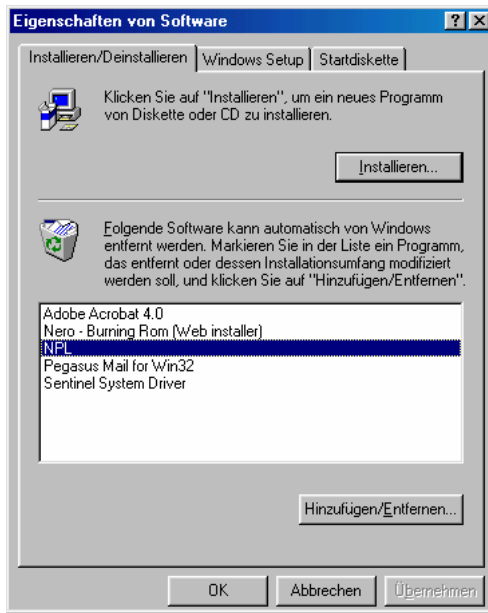 Eigenschaften von Software
Installieren/Deinstallieren
Windows Setup
Startdiskette
Klicken Sie auf "Installieren", um ein neues Programm
von Diskette oder CD zu installieren.
Installieren...
Folgende Software kann automatisch von Windows
entfernt werden. Markieren Sie in der Liste ein Programm,
das entfernt oder dessen Installationsumfang modifiziert
werden soll, und klicken Sie auf "Hinzufügen/Entfernen".
Adobe Acrobat 4.0
Nero - Burning Rom (Web installer)
NPL
Pegasus Mail for Win32
Sentinel System Driver
Hinzufügen/Entfernen...
OK
Abbrechen
Übernehmen